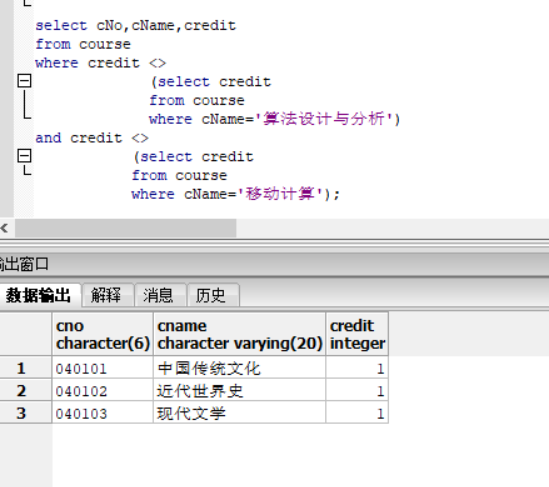 select cNo,cName,credit
from course
where credit <>
(select credit
from course
where cName='算法设计与分析')
and credit <>
(select credit
from course
where cName='移动计算');
输出窗口
数据输出 解释 消息 历史
cno cname credit
character(6) character varying(20) integer
1 040101 中国传统文化 1
2 040102 近代世界史 1
3 040103 现代文学 1